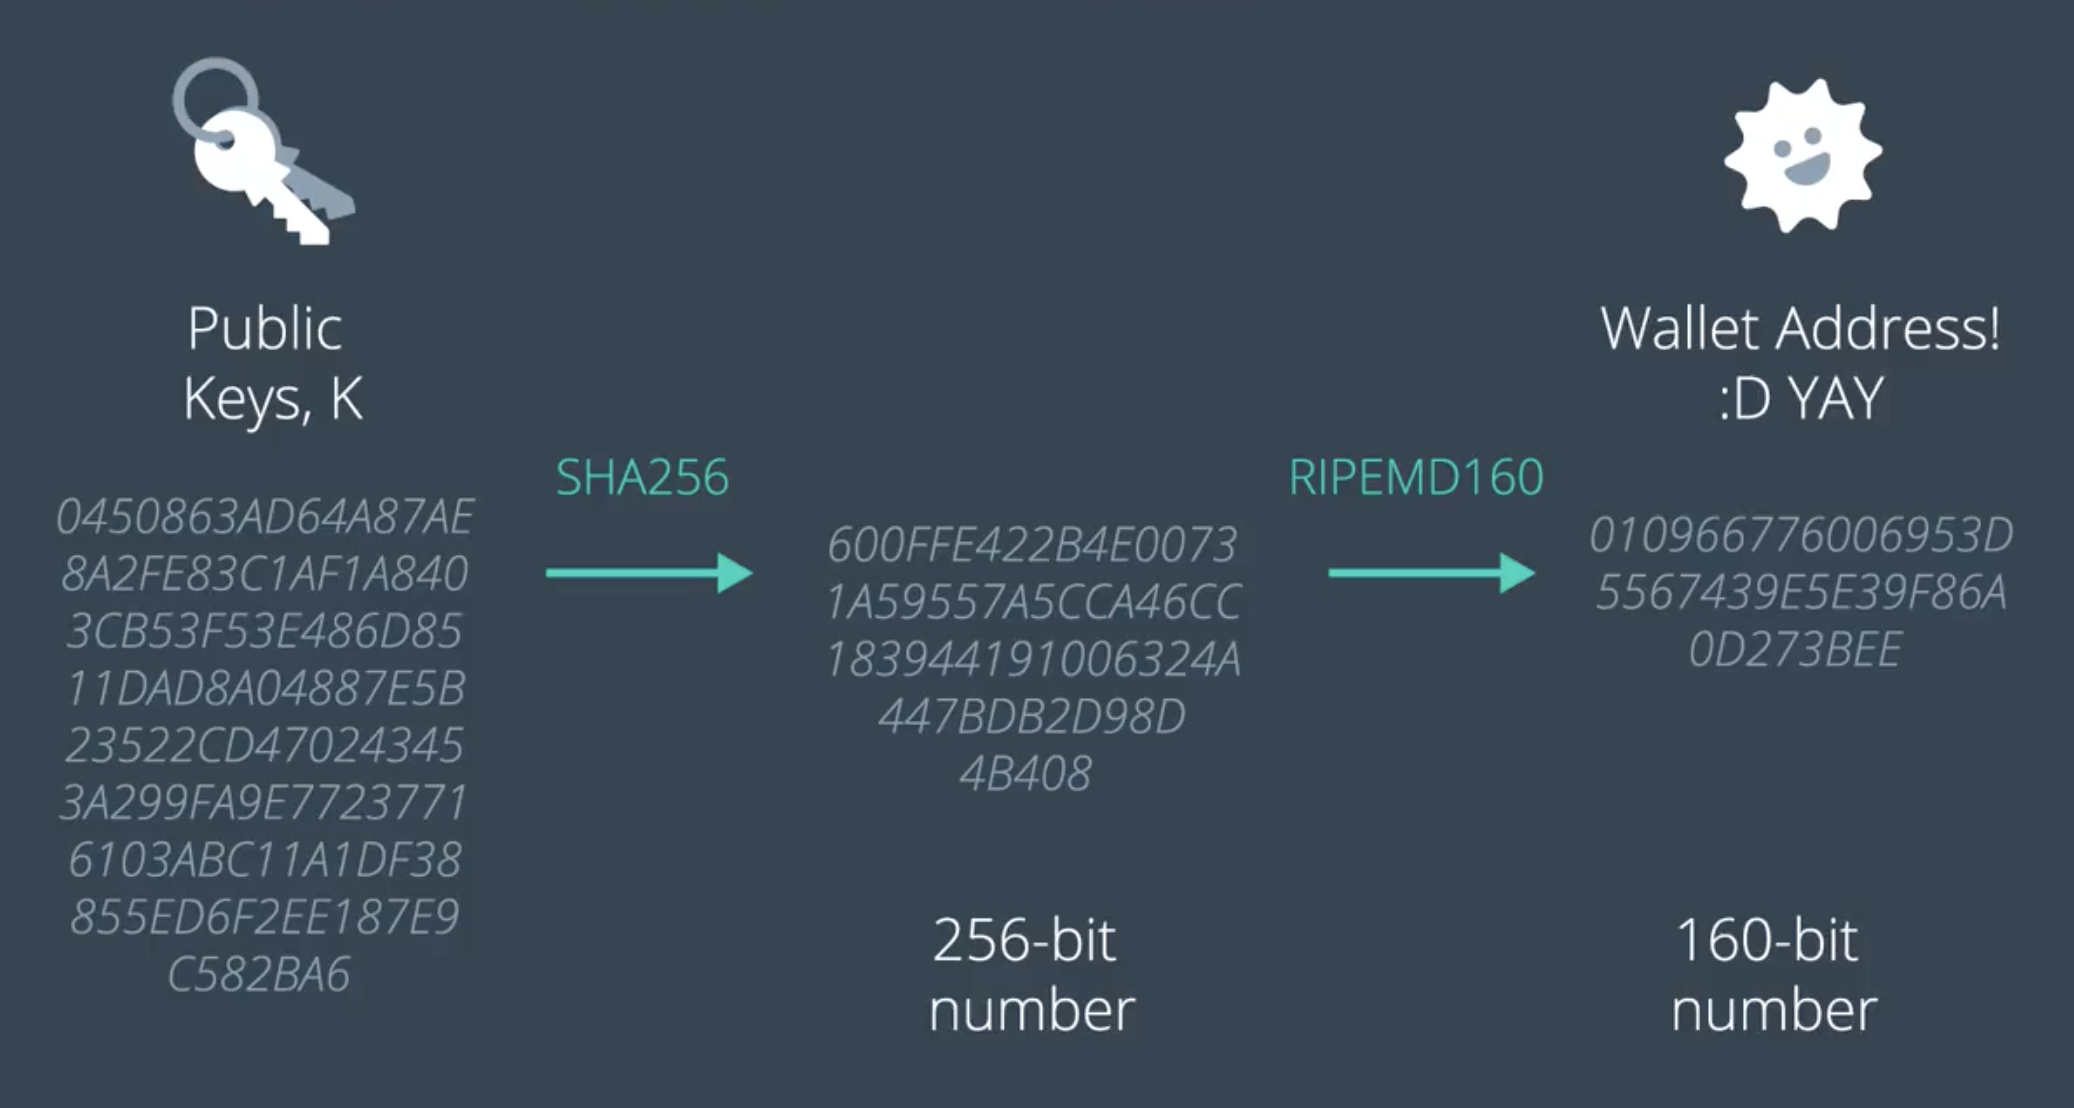 Public
Keys, K
0450863AD64A87AE
8A2FE83C1AF1A840
3CB53F53E486D85
11DAD8A04887E5B
23522CD47024345
3A299FA9E7723771
6103ABC11A1DF38
855ED6F2EE187E9
C582BA6
SHA256
600FFE422B4E0073
1A59557A5CCA46CC
183944191006324A
447BDB2D98D
4B408
256-bit
number
RIPEMD160
Wallet Address!
:D YAY
010966776006953D
5567439E5E39F86A
0D273BEE
160-bit
number